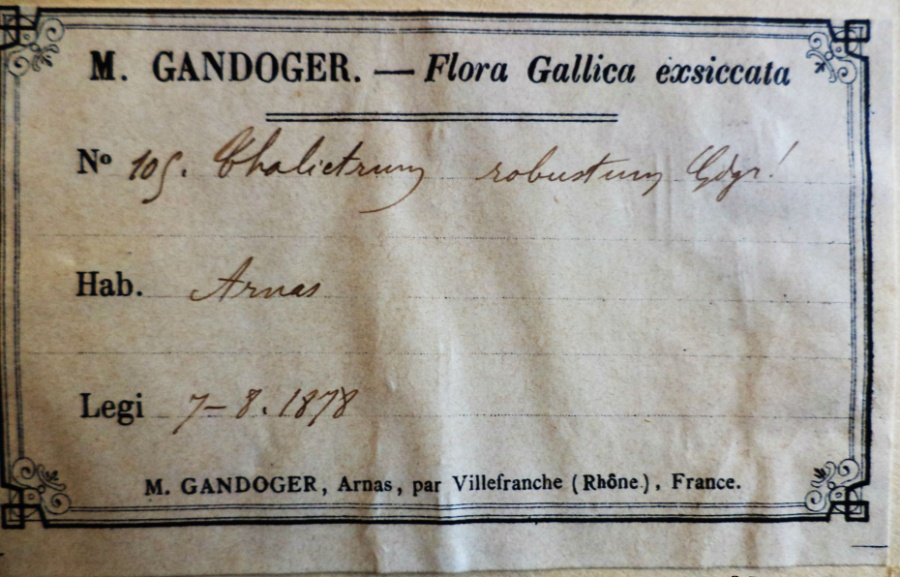 M. GANDOGER. — Flora Gallica exsiccata
Nº 105. Thalictrum robustum Gdgr!
Hab. Arnas
Legi 7-8. 1878
M. GANDOGER, Arnas, par Villefranche (Rhône.), France.